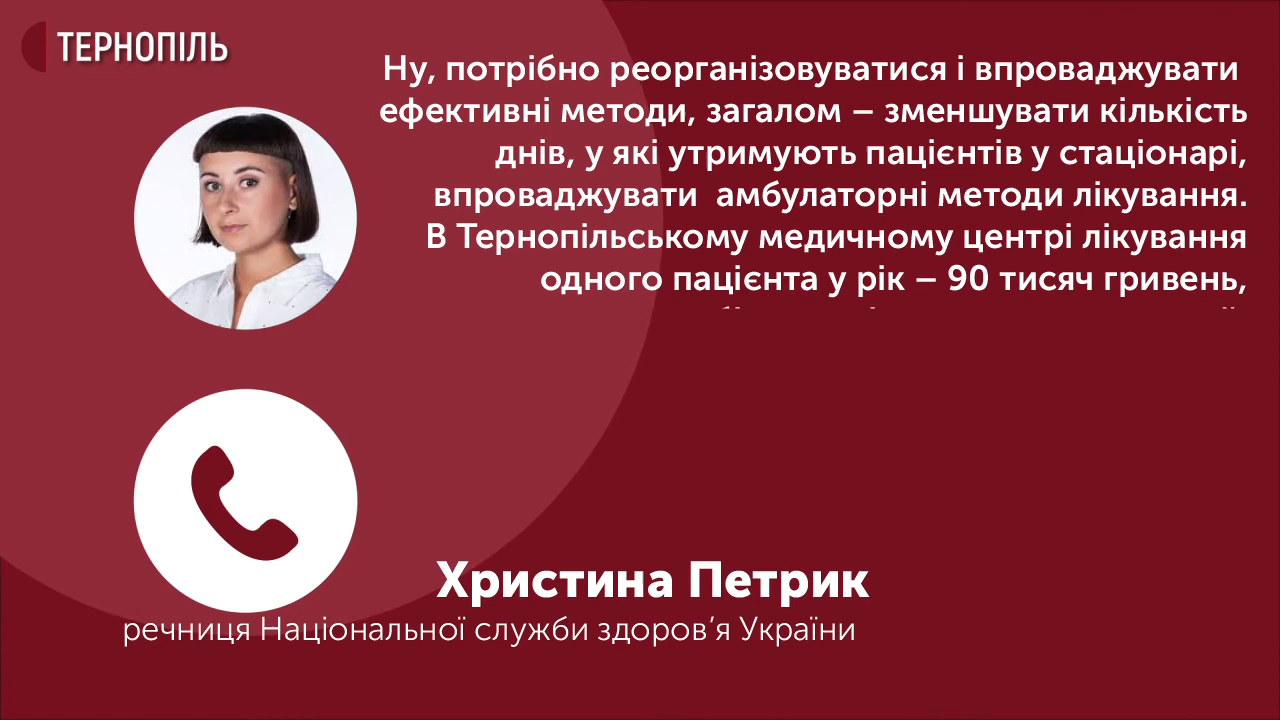 ТЕРНОПІЛЬ
Ну, потрібно реорганізовуватися і впроваджувати
ефективні методи, загалом – зменшувати кількість
днів, у які утримують пацієнтів у стаціонарі,
впроваджувати амбулаторні методи лікування.
В Тернопільському медичному центрі лікування
одного пацієнта у рік – 90 тисяч гривень,
Христина Петрик
речниця Національної служби здоров’я України